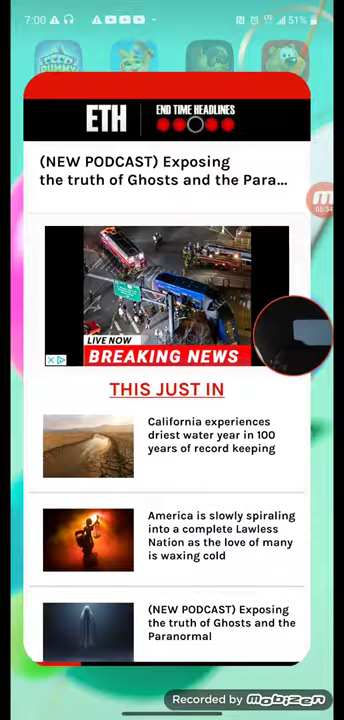 7:00
51%
ETH
END TIME HEADLINES
(NEW PODCAST) Exposing
the truth of Ghosts and the Para...
LIVE NOW
BREAKING NEWS
THIS JUST IN
California experiences
driest water year in 100
years of record keeping
America is slowly spiraling
into a complete Lawless
Nation as the love of many
is waxing cold
(NEW PODCAST) Exposing
the truth of Ghosts and the
Paranormal
Recorded by Mobizen